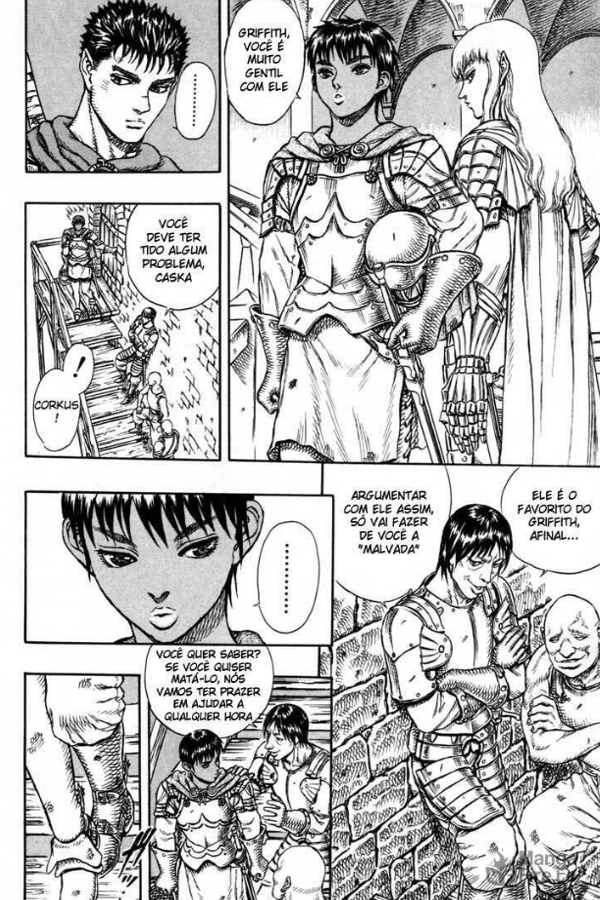 GRIFFITH,
VOCÊ É
MUITO
GENTIL
COM ELE
........
VOCÊ
DEVE TER
TIDO ALGUM
PROBLEMA,
CASKA
!
CORKUS
!
ELE É O
FAVORITO DO
GRIFFITH,
AFINAL...
ARGUMENTAR
COM ELE ASSIM,
SÓ VAI FAZER
DE VOCÊ A
"MALVADA"
........
VOCÊ QUER SABER?
SE VOCÊ QUISER
MATÁ-LO, NÓS
VAMOS TER PRAZER
EM AJUDAR A
QUALQUER HORA